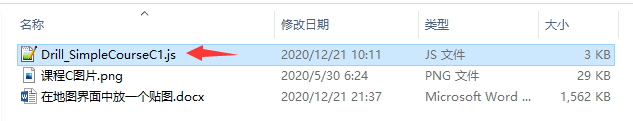 名称 修改日期 类型 大小
Drill_SimpleCourseC1.js 2020/12/21 10:11 JS 文件 3 KB
课程C图片.png 2020/5/30 6:24 PNG 文件 29 KB
在地图界面中放一个贴图.docx 2020/12/21 21:37 Microsoft Word ... 1,562 KB